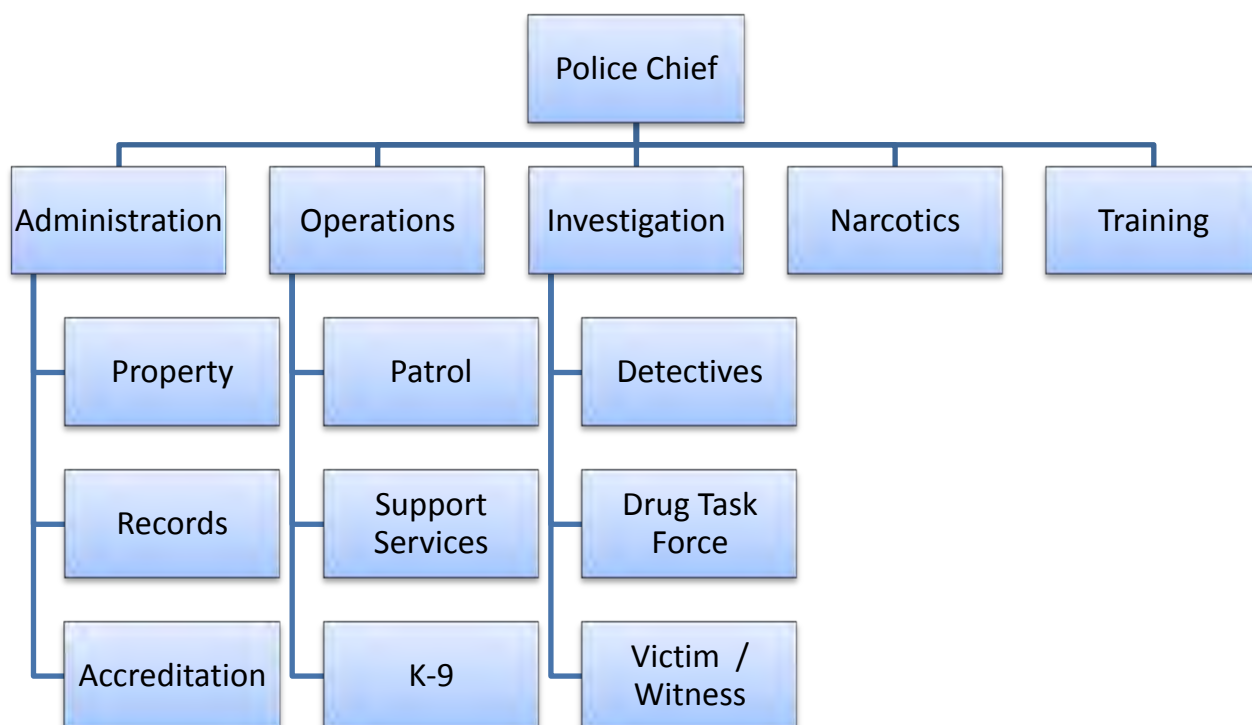 Police Chief
Administration
Operations
Investigation
Narcotics
Training
Property
Patrol
Detectives
Records
Support
Services
Drug Task
Force
Accreditation
K-9
Victim /
Witness